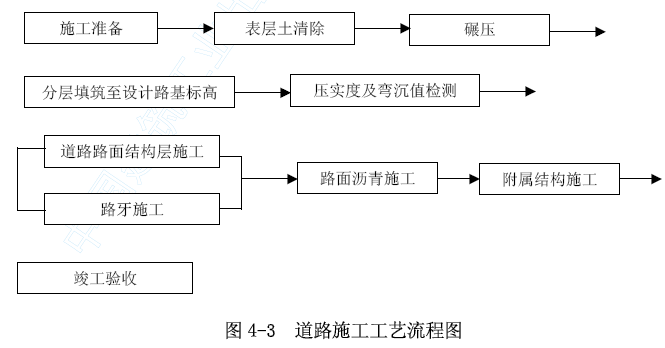 施工准备
表层土清除
碾压
分层填筑至设计路基标高
压实度及弯沉值检测
道路路面结构层施工
路牙施工
路面沥青施工
附属结构施工
竣工验收
图 4-3 道路施工工艺流程图